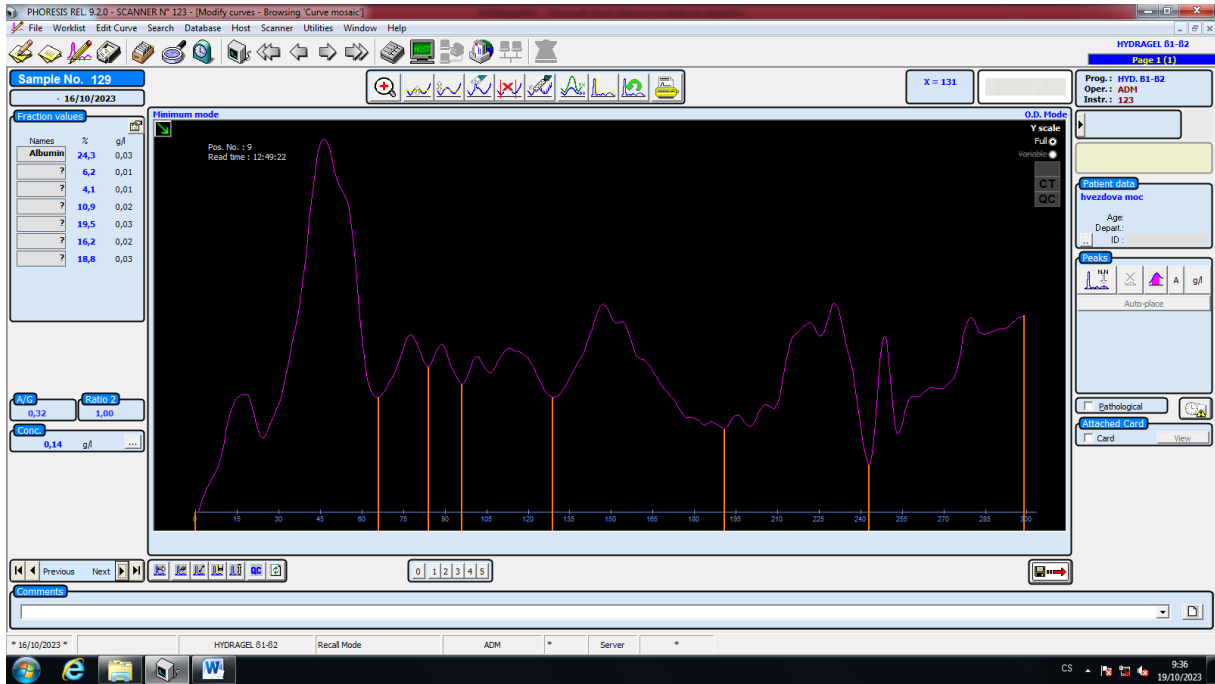 PHORESIS REL. 9.2.0 - SCANNER N° 123 - [Modify curves - Browsing 'Curve mosaic']
File Worklist Edit Curve Search Database Host Scanner Utilities Window Help
HYDRAGEL ß1-ß2
Page 1 (1)
HOST
Sample No. 129
- 16/10/2023
X = 131
Prog.: HYD. B1-B2
Oper.: ADM
Instr.: 123
Fraction values
Names % g/l
Albumin 24,3 0,03
? 6,2 0,01
? 4,1 0,01
? 10,9 0,02
? 19,5 0,03
? 16,2 0,02
? 18,8 0,03
A/G
0,32
Ratio 2
1,00
Conc.
0,14 g/l ...
Minimum mode
O.D. Mode
Pos. No. : 9
Read time : 12:49:22
Y scale
Full
Variable
CT
QC
0 15 30 45 60 75 90 105 120 135 150 165 180 195 210 225 240 255 270 285 300
Patient data
hvezdova moc
Age:
Depart.:
... ID :
Peaks
A g/l
Auto-place
Pathological
Attached Card
Card View
Previous Next
QC
0 1 2 3 4 5
Comments
* 16/10/2023 * HYDRAGEL ß1-ß2 Recall Mode ADM * Server *
CS
9:36
19/10/2023